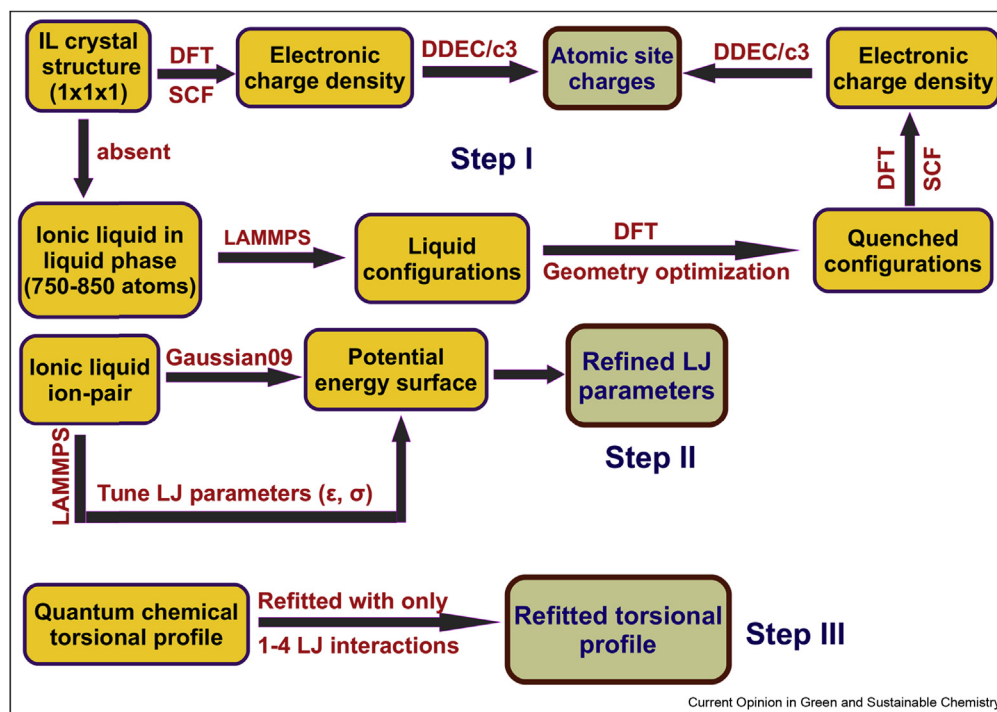 IL crystal
structure
(1x1x1)
DFT
SCF
Electronic
charge density
DDEC/c3
Atomic site
charges
DDEC/c3
Electronic
charge density
absent
Step I
DFT
SCF
Ionic liquid in
liquid phase
(750-850 atoms)
LAMMPS
Liquid
configurations
DFT
Geometry optimization
Quenched
configurations
Ionic liquid
ion-pair
Gaussian09
Potential
energy surface
Refined LJ
parameters
Step II
LAMMPS
Tune LJ parameters (ε, σ)
Quantum chemical
torsional profile
Refitted with only
1-4 LJ interactions
Refitted torsional
profile
Step III
Current Opinion in Green and Sustainable Chemistry